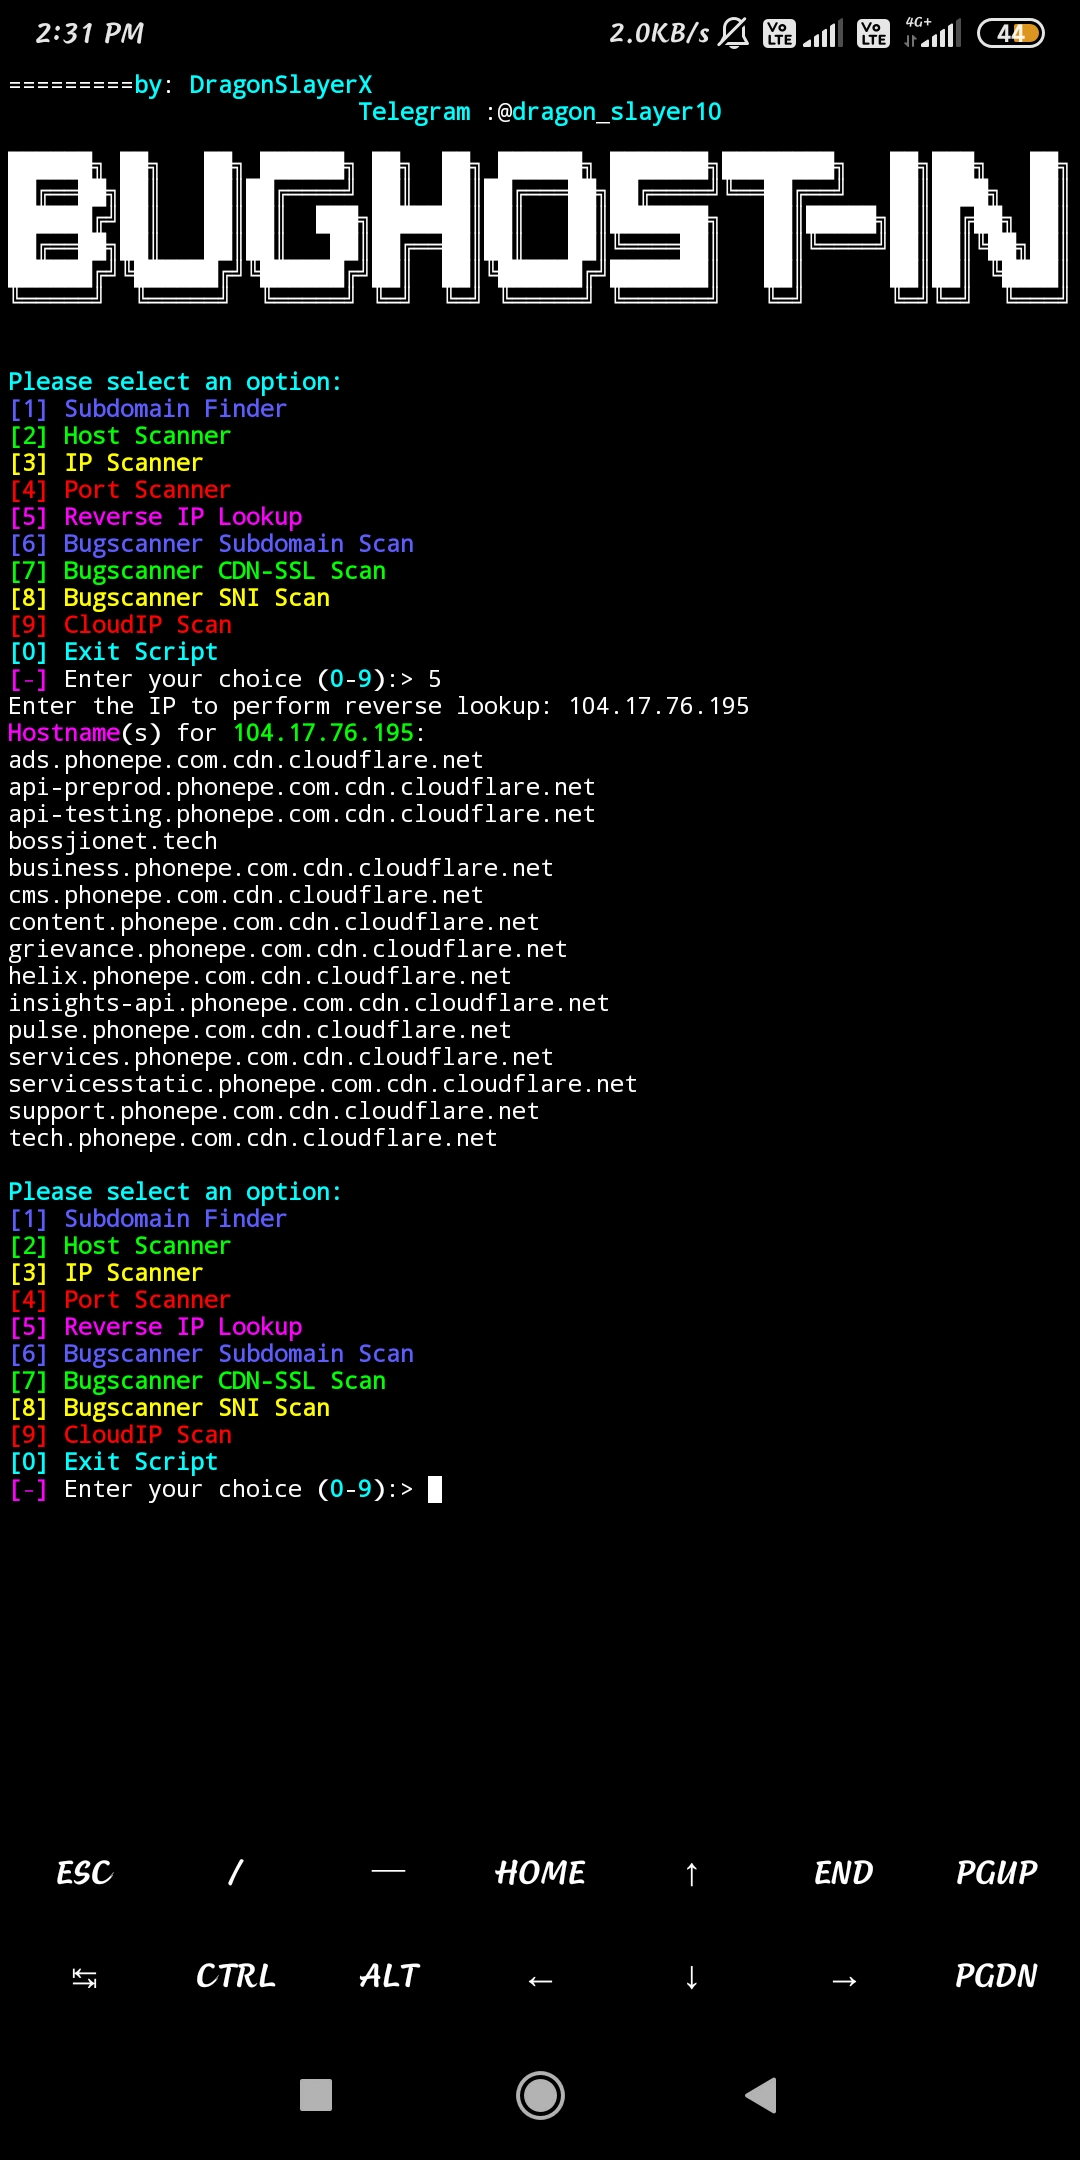 2:31 PM 2.0KB/s Vo LTE Vo LTE 4G+ 44
=========by: DragonSlayerX
Telegram :@dragon_slayer10
BUGHOST-IN
Please select an option:
[1] Subdomain Finder
[2] Host Scanner
[3] IP Scanner
[4] Port Scanner
[5] Reverse IP Lookup
[6] Bugscanner Subdomain Scan
[7] Bugscanner CDN-SSL Scan
[8] Bugscanner SNI Scan
[9] CloudIP Scan
[0] Exit Script
[-] Enter your choice (0-9):> 5
Enter the IP to perform reverse lookup: 104.17.76.195
Hostname(s) for 104.17.76.195:
ads.phonepe.com.cdn.cloudflare.net
api-preprod.phonepe.com.cdn.cloudflare.net
api-testing.phonepe.com.cdn.cloudflare.net
bossjionet.tech
business.phonepe.com.cdn.cloudflare.net
cms.phonepe.com.cdn.cloudflare.net
content.phonepe.com.cdn.cloudflare.net
grievance.phonepe.com.cdn.cloudflare.net
helix.phonepe.com.cdn.cloudflare.net
insights-api.phonepe.com.cdn.cloudflare.net
pulse.phonepe.com.cdn.cloudflare.net
services.phonepe.com.cdn.cloudflare.net
servicesstatic.phonepe.com.cdn.cloudflare.net
support.phonepe.com.cdn.cloudflare.net
tech.phonepe.com.cdn.cloudflare.net
Please select an option:
[1] Subdomain Finder
[2] Host Scanner
[3] IP Scanner
[4] Port Scanner
[5] Reverse IP Lookup
[6] Bugscanner Subdomain Scan
[7] Bugscanner CDN-SSL Scan
[8] Bugscanner SNI Scan
[9] CloudIP Scan
[0] Exit Script
[-] Enter your choice (0-9):>
ESC / — HOME ↑ END PGUP
↹ CTRL ALT ← ↓ → PGDN